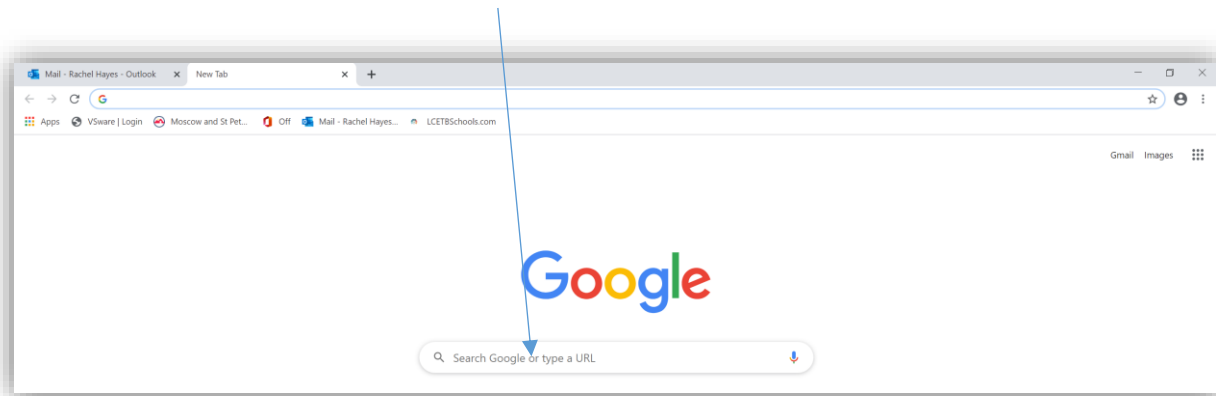 Mail - Rachel Hayes - Outlook New Tab
Apps VSware | Login Moscow and St Pet... Off Mail - Rachel Hayes... LCETBSchools.com
Gmail Images
Google
Search Google or type a URL